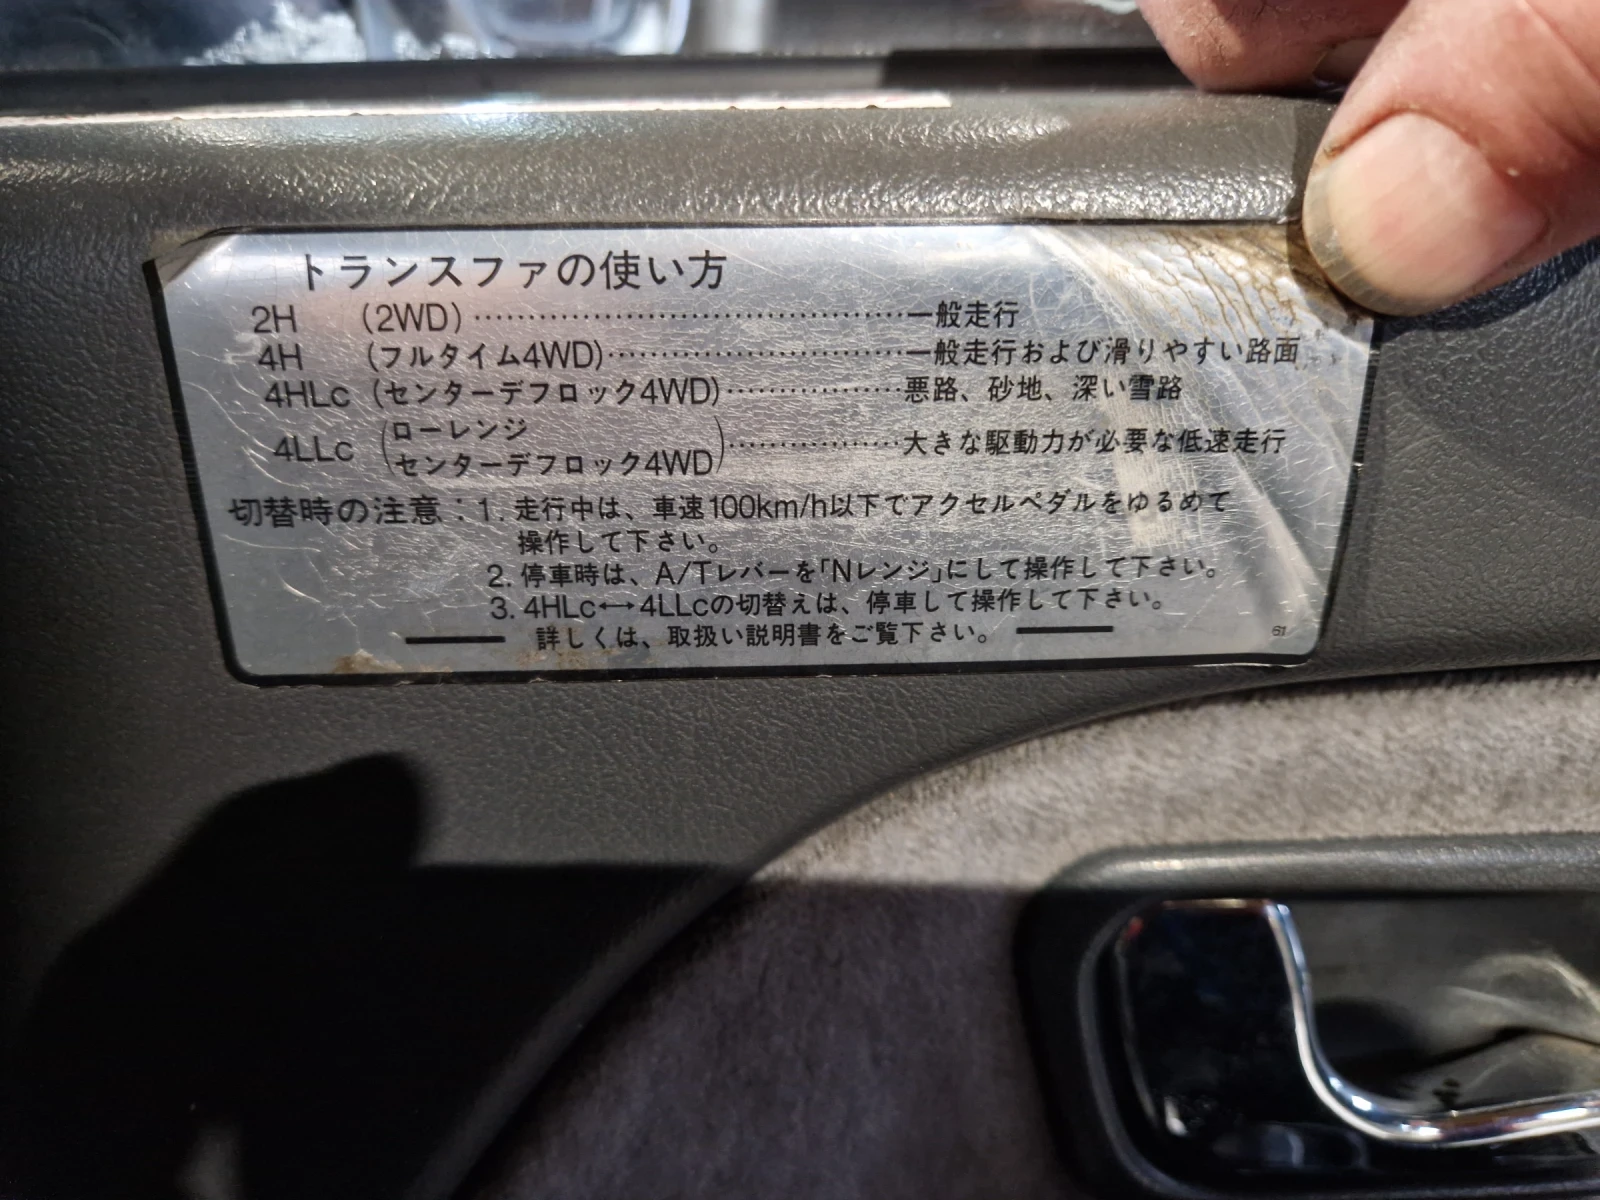 トランスファの使い方
2H (2WD) ・・・・・・・・・・・・・・・・・・・・・・・・・・・・・・・・・・・・・・一般走行
4H (フルタイム4WD)・・・・・・・・・・・・・・・・・・・・・・・・・・一般走行および滑りやすい路面
4HLc (センターデフロック4WD)・・・・・・・・・・・・・・・・悪路、砂地、深い雪路
4LLc (ローレンジ
センターデフロック4WD)・・・・・・・・・・・・・・・・大きな駆動力が必要な低速走行
切替時の注意:1. 走行中は、車速100km/h以下でアクセルペダルをゆるめて
操作して下さい。
2. 停車時は、A/Tレバーを「Nレンジ」にして操作して下さい。
3. 4HLc↔4LLcの切替えは、停車して操作して下さい。
詳しくは、取扱い説明書をご覧下さい。
61